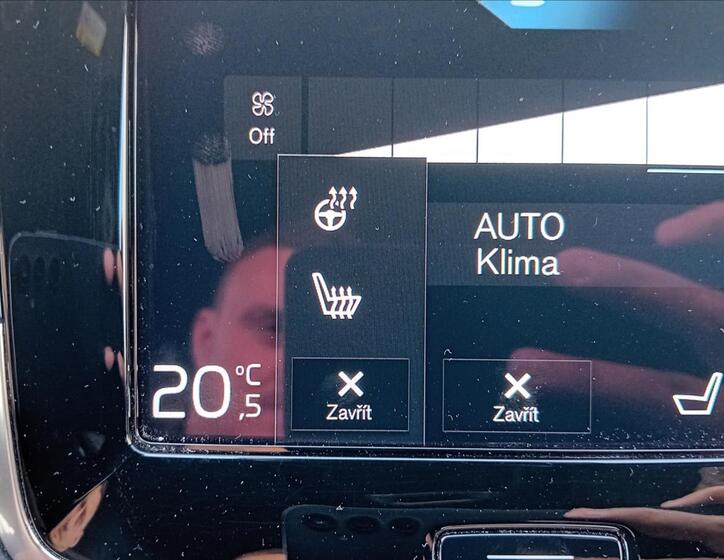 Off
AUTO
Klima
20,5 °C
Zavřít
Zavřít